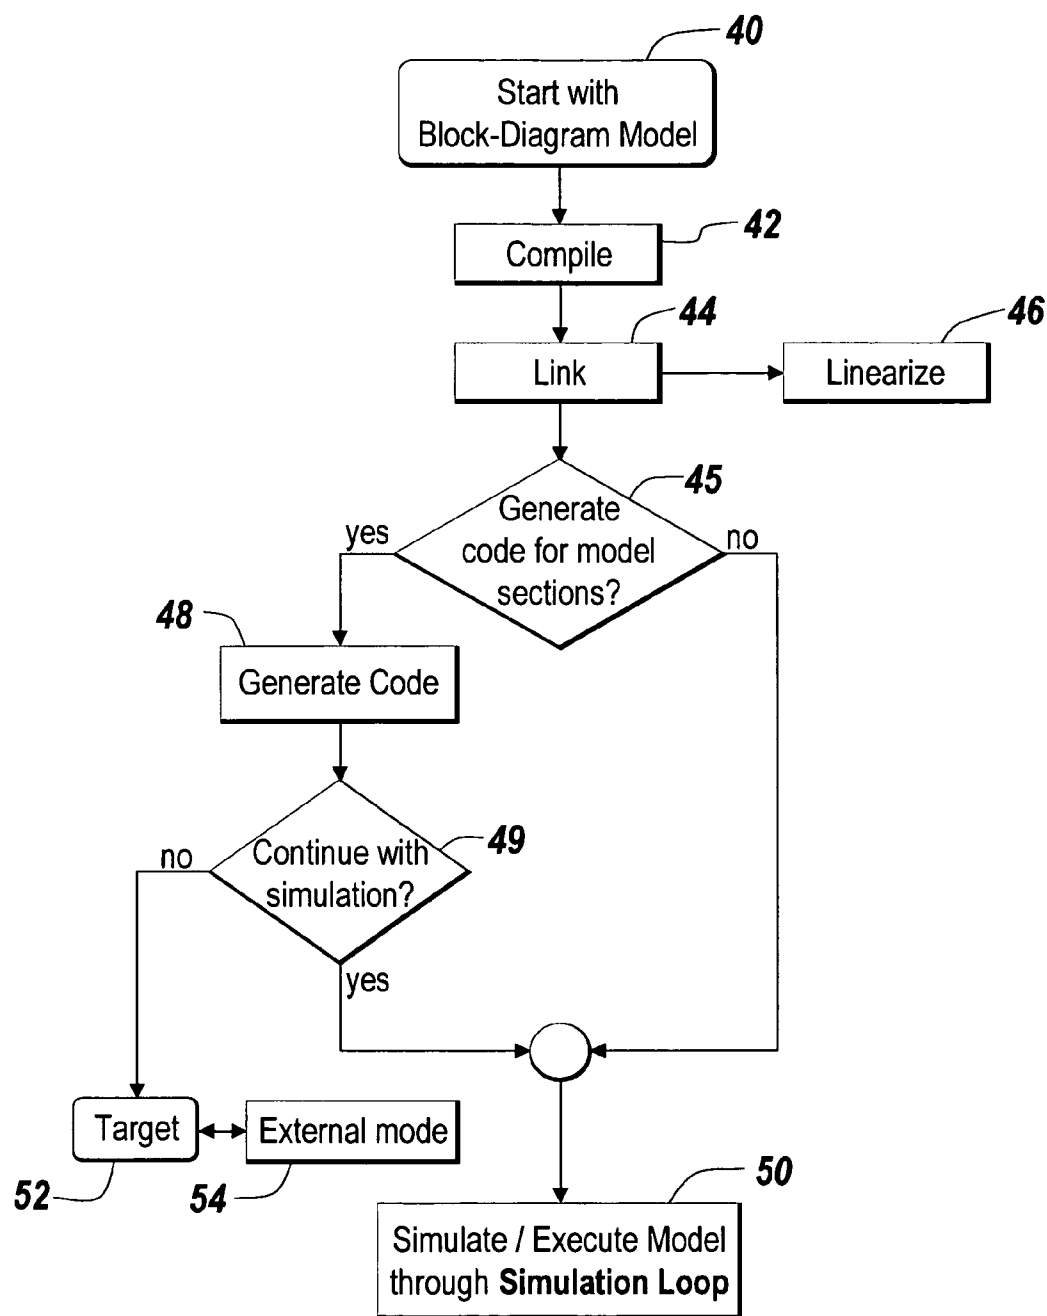 40
Start with
Block-Diagram Model
42
Compile
44
46
Link
Linearize
45
Generate
code for model
sections?
yes
no
48
Generate Code
49
Continue with
simulation?
no
yes
Target
External mode
52
54
50
Simulate / Execute Model
through Simulation Loop